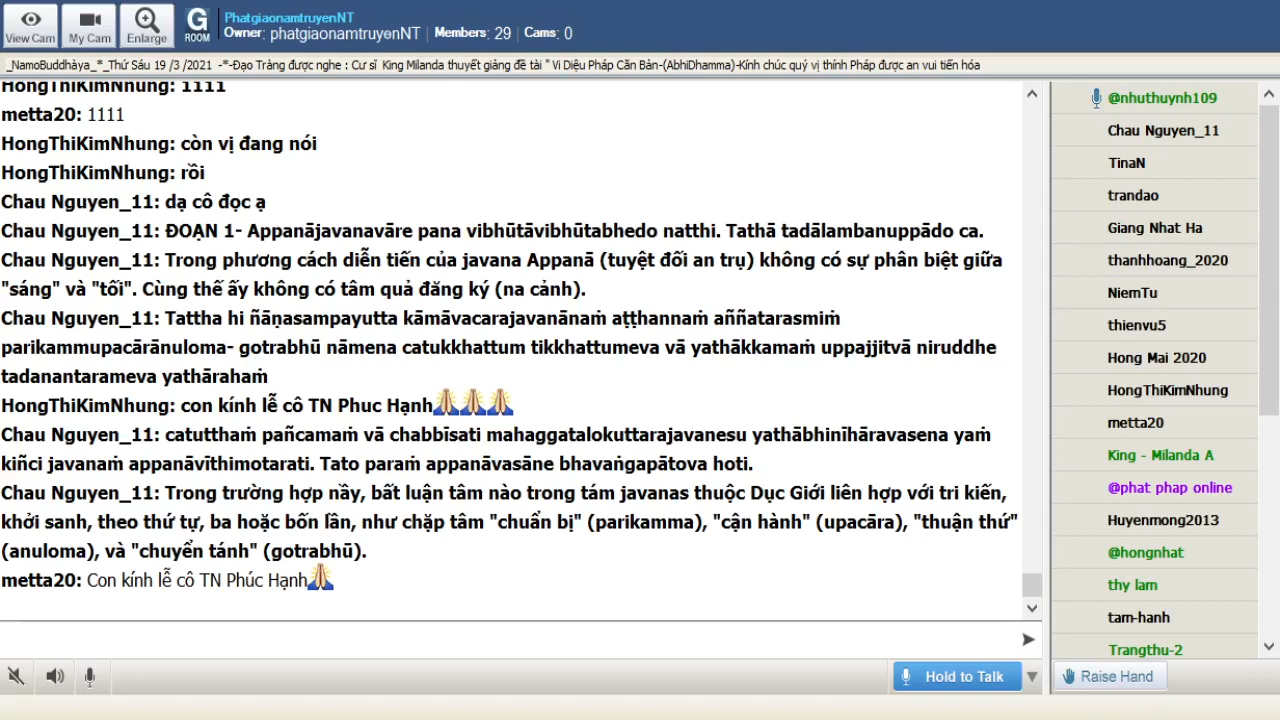 View Cam
My Cam
Enlarge
G
ROOM
PhatgiaonamtruyenNT
Owner: phatgiaonamtruyenNT | Members: 29 | Cams: 0
_NamoBuddhàya_*_Thứ Sáu 19 /3 /2021 -*-Đạo Tràng được nghe : Cư sĩ King Milanda thuyết giảng đề tài " Vi Diệu Pháp Căn Bản-(AbhiDhamma)-Kính chúc quý vị thính Pháp được an vui tiến hóa
HongThiKimNhung: 1111
metta20: 1111
HongThiKimNhung: còn vị đang nói
HongThiKimNhung: rồi
Chau Nguyen_11: dạ cô đọc ạ
Chau Nguyen_11: ĐOẠN 1- Appanājavanavāre pana vibhūtāvibhūtabhedo natthi. Tathā tadālambanuppādo ca.
Chau Nguyen_11: Trong phương cách diễn tiến của javana Appanā (tuyệt đối an trụ) không có sự phân biệt giữa
"sáng" và "tối". Cùng thế ấy không có tâm quả đăng ký (na cảnh).
Chau Nguyen_11: Tattha hi ñāṇasampayutta kāmāvacarajavanānaṁ aṭṭhannaṁ aññatarasmiṁ
parikammupacārānuloma- gotrabhū nāmena catukkhattum tikkhattumeva vā yathākkamaṁ uppajjitvā niruddhe
tadanantarameva yathārahaṁ
HongThiKimNhung: con kính lễ cô TN Phuc Hạnh🙏🙏🙏
Chau Nguyen_11: catutthaṁ pañcamaṁ vā chabbīsati mahaggatalokuttarajavanesu yathābhinīhāravasena yaṁ
kiñci javanaṁ appanāvīthimotarati. Tato paraṁ appanāvasāne bhavaṅgapātova hoti.
Chau Nguyen_11: Trong trường hợp nầy, bất luận tâm nào trong tám javanas thuộc Dục Giới liên hợp với tri kiến,
khởi sanh, theo thứ tự, ba hoặc bốn lần, như chặp tâm "chuẩn bị" (parikamma), "cận hành" (upacāra), "thuận thứ"
(anuloma), và "chuyển tánh" (gotrabhū).
metta20: Con kính lễ cô TN Phúc Hạnh🙏
Hold to Talk
@nhuthuynh109
Chau Nguyen_11
TinaN
trandao
Giang Nhat Ha
thanhhoang_2020
NiemTu
thienvu5
Hong Mai 2020
HongThiKimNhung
metta20
King - Milanda A
@phat phap online
Huyenmong2013
@hongnhat
thy lam
tam-hanh
Trangthu-2
Raise Hand